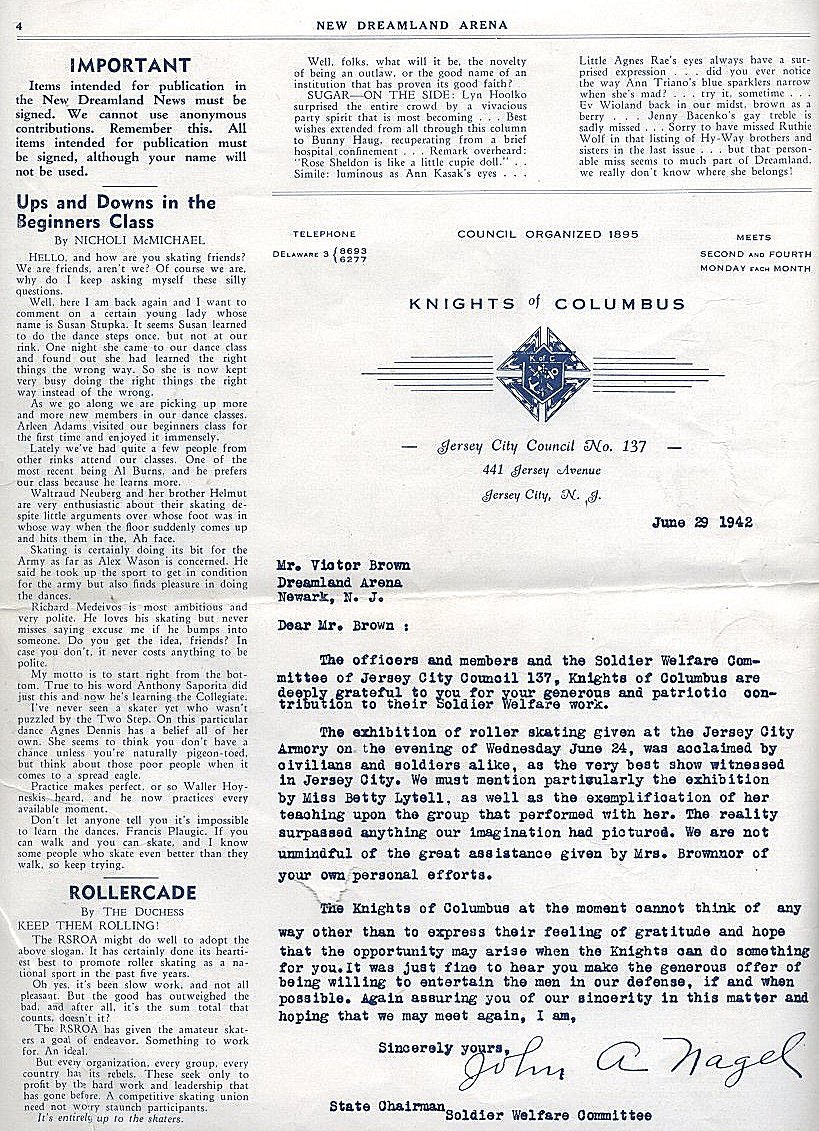 4
NEW DREAMLAND ARENA
IMPORTANT
Items intended for publication in
the New Dreamland News must be
signed. We cannot use anonymous
contributions. Remember this. All
items intended for publication must
be signed, although your name will
not be used.
Ups and Downs in the
Beginners Class
By NICHOLI McMICHAEL
HELLO, and how are you skating friends?
We are friends, aren't we? Of course we are,
why do I keep asking myself these silly
questions.
Well, here I am back again and I want to
comment on a certain young lady whose
name is Susan Stupka. It seems Susan learned
to do the dance steps once, but not at our
rink. One night she came to our dance class
and found out she had learned the right
things the wrong way. So she is now kept
very busy doing the right things the right
way instead of the wrong.
As we go along we are picking up more
and more new members in our dance classes.
Arleen Adams visited our beginners class for
the first time and enjoyed it immensely.
Lately we've had quite a few people from
other rinks attend our classes. One of the
most recent being Al Burns, and he prefers
our class because he learns more.
Waltraud Neuberg and her brother Helmut
are very enthusiastic about their skating de-
spite little arguments over whose foot was in
whose way when the floor suddenly comes up
and hits them in the, Ah face.
Skating is certainly doing its bit for the
Army as far as Alex Wason is concerned. He
said he took up the sport to get in condition
for the army but also finds pleasure in doing
the dances.
Richard Medeivos is most ambitious and
very polite. He loves his skating but never
misses saying excuse me if he bumps into
someone. Do you get the idea, friends? In
case you don't, it never costs anything to be
polite.
My motto is to start right from the bot-
tom. True to his word Anthony Saporita did
just this and now he's learning the Collegiate.
I've never seen a skater yet who wasn't
puzzled by the Two Step. On this particular
dance Agnes Dennis has a belief all of her
own. She seems to think you don't have a
chance unless you're naturally pigeon-toed,
but think about those poor people when it
comes to a spread eagle.
Practice makes perfect, or so Waller Hoy-
neskis heard, and he now practices every
available moment.
Don't let anyone tell you it's impossible
to learn the dances, Francis Plaugic. If you
can walk and you can skate, and I know
some people who skate even better than they
walk, so keep trying.
ROLLERCADE
By THE DUCHESS
KEEP THEM ROLLING!
The RSROA might do well to adopt the
above slogan. It has certainly done its hearti-
est best to promote roller skating as a na-
tional sport in the past five years.
Oh yes, it's been slow work, and not all
pleasant. But the good has outweighed the
bad, and after all, it's the sum total that
counts, doesn't it?
The RSROA has given the amateur skat-
ers a goal of endeavor. Something to work
for. An ideal.
But every organization, every group, every
country has its rebels. These seek only to
profit by the hard work and leadership that
has gone before. A competitive skating union
need not worry staunch participants.
It's entirely up to the skaters.
Well, folks, what will it be, the novelty
of being an outlaw, or the good name of an
institution that has proven its good faith?
SUGAR—ON THE SIDE: Lyn Hoolko
surprised the entire crowd by a vivacious
party spirit that is most becoming . . . Best
wishes extended from all through this column
to Bunny Haug, recuperating from a brief
hospital confinement . . . Remark overheard:
"Rose Sheldon is like a little cupie doll." . .
Simile: luminous as Ann Kasak's eyes . . .
Little Agnes Rae's eyes always have a sur-
prised expression . . . did you ever notice
the way Ann Triano's blue sparklers narrow
when she's mad? . . . try it, sometime . . .
Ev Wioland back in our midst, brown as a
berry . . . Jenny Bacenko's gay treble is
sadly missed . . . Sorry to have missed Ruthie
Wolf in that listing of Hy-Way brothers and
sisters in the last issue . . . but that person-
able miss seems to much part of Dreamland,
we really don't know where she belongs!
TELEPHONE
DELAWARE 3 { 8693
6277
COUNCIL ORGANIZED 1895
MEETS
SECOND AND FOURTH
MONDAY EACH MONTH
KNIGHTS of COLUMBUS
K of C
— Jersey City Council No. 137 —
441 Jersey Avenue
Jersey City, N. J.
June 29 1942
Mr. Victor Brown
Dreamland Arena
Newark, N. J.
Dear Mr. Brown :
The officers and members and the Soldier Welfare Com-
mittee of Jersey City Council 137, Knights of Columbus are
deeply grateful to you for your generous and patriotic con-
tribution to their Soldier Welfare work.
The exhibition of roller skating given at the Jersey City
Armory on the evening of Wednesday June 24, was acclaimed by
civilians and soldiers alike, as the very best show witnessed
in Jersey City. We must mention particularly the exhibition
by Miss Betty Lytell, as well as the exemplification of her
teaching upon the group that performed with her. The reality
surpassed anything our imagination had pictured. We are not
unmindful of the great assistance given by Mrs. Brownnor of
your own personal efforts.
The Knights of Columbus at the moment cannot think of any
way other than to express their feeling of gratitude and hope
that the opportunity may arise when the Knights can do something
for you.It was just fine to hear you make the generous offer of
being willing to entertain the men in our defense, if and when
possible. Again assuring you of our sincerity in this matter and
hoping that we may meet again, I am,
Sincerely yours,
John A Nagel
State Chairman
Soldier Welfare Committee